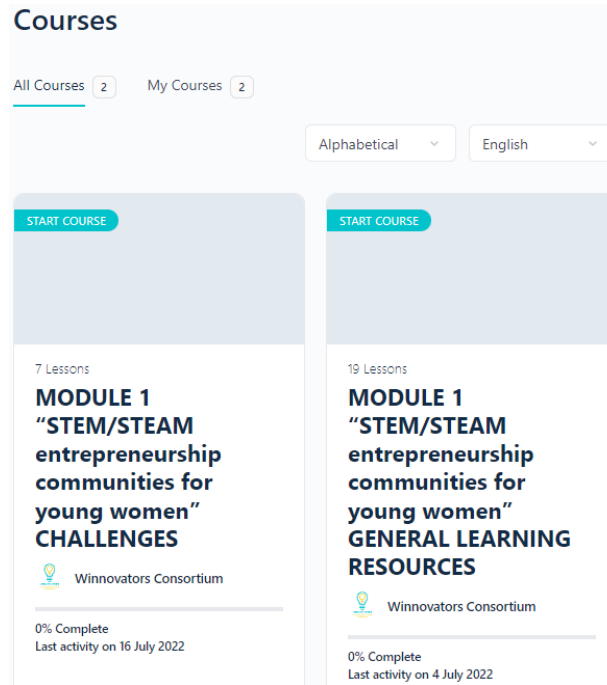 Courses
All Courses 2 My Courses 2
Alphabetical English
START COURSE
7 Lessons
MODULE 1
“STEM/STEAM
entrepreneurship
communities for
young women”
CHALLENGES
Winnovators Consortium
0% Complete
Last activity on 16 July 2022
START COURSE
19 Lessons
MODULE 1
“STEM/STEAM
entrepreneurship
communities for
young women”
GENERAL LEARNING
RESOURCES
Winnovators Consortium
0% Complete
Last activity on 4 July 2022